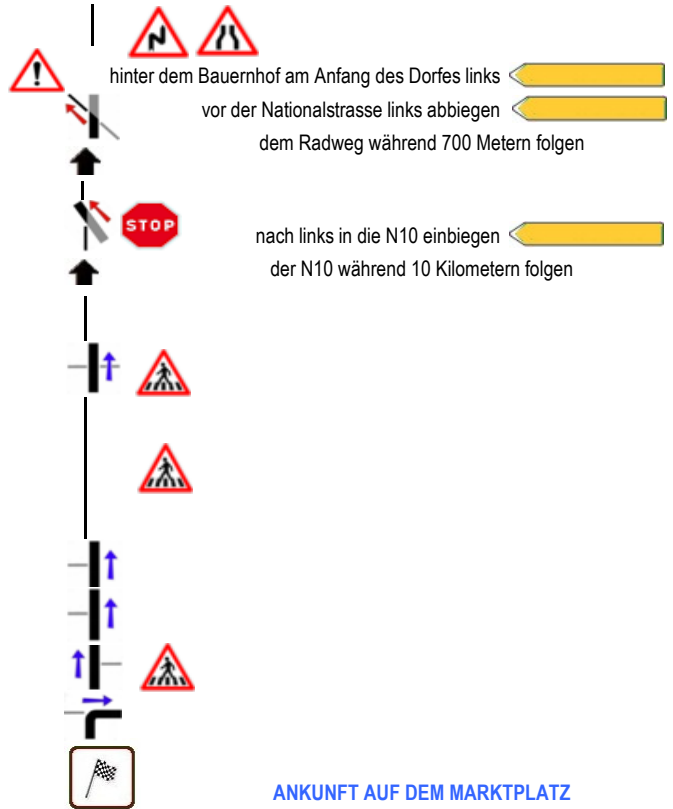 hinter dem Bauernhof am Anfang des Dorfes links
vor der Nationalstrasse links abbiegen
dem Radweg während 700 Metern folgen
STOP
nach links in die N10 einbiegen
der N10 während 10 Kilometern folgen
ANKUNFT AUF DEM MARKTPLATZ